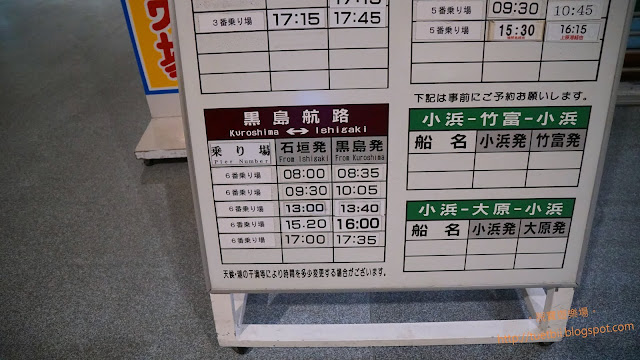 3番乗り場 17:15 17:45
5番乗り場 09:30 10:45
5番乗り場 15:30 16:15
下記は事前にご予約お願いします。
黒島航路
Kuroshima ⟷ Ishigaki
乗り場 石垣発 黒島発
Pier Number From Ishigaki From Kuroshima
6番乗り場 08:00 08:35
6番乗り場 09:30 10:05
6番乗り場 13:00 13:40
6番乗り場 15:20 16:00
6番乗り場 17:00 17:35
天候・潮の干満等により時間を多少変更する場合がございます。
小浜-竹富-小浜
船名 小浜発 竹富発
小浜-大原-小浜
船名 小浜発 大原発